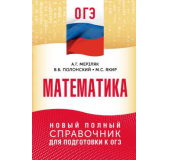 ОГЭ
А.Г. МЕРЗЛЯК
В.Б. ПОЛОНСКИЙ • М.С. ЯКИР
МАТЕМАТИКА
НОВЫЙ ПОЛНЫЙ
СПРАВОЧНИК
ДЛЯ ПОДГОТОВКИ К ОГЭ